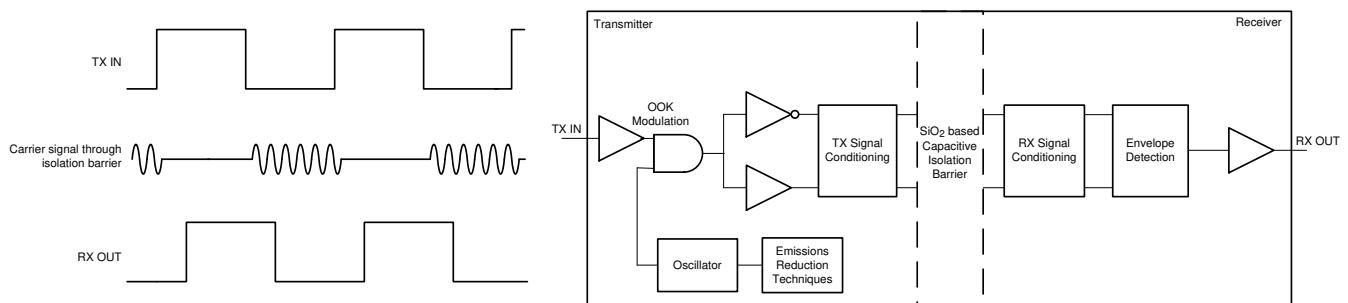 TX IN
Carrier signal through
isolation barrier
RX OUT
Transmitter
Receiver
TX IN
OOK
Modulation
TX Signal
Conditioning
SiO2 based
Capacitive
Isolation
Barrier
RX Signal
Conditioning
Envelope
Detection
RX OUT
Oscillator
Emissions
Reduction
Techniques